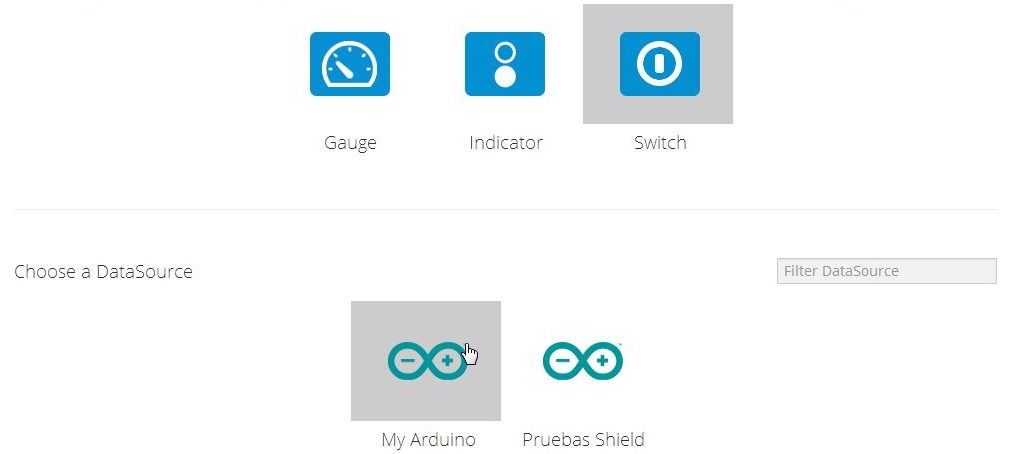 Gauge
Indicator
Switch
Choose a DataSource
Filter DataSource
My Arduino
Pruebas Shield